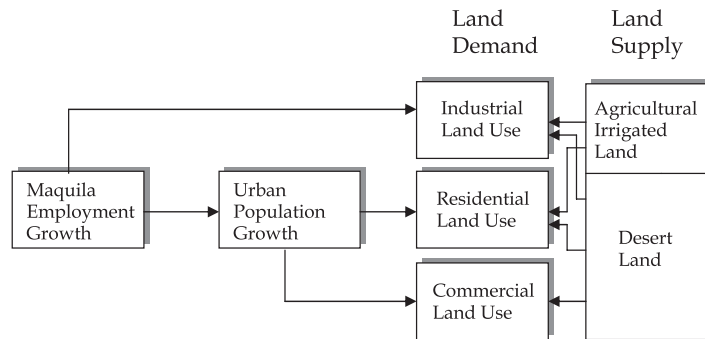 Land
Demand
Land
Supply
Industrial
Land Use
Agricultural
Irrigated
Land
Maquila
Employment
Growth
Urban
Population
Growth
Residential
Land Use
Desert
Land
Commercial
Land Use